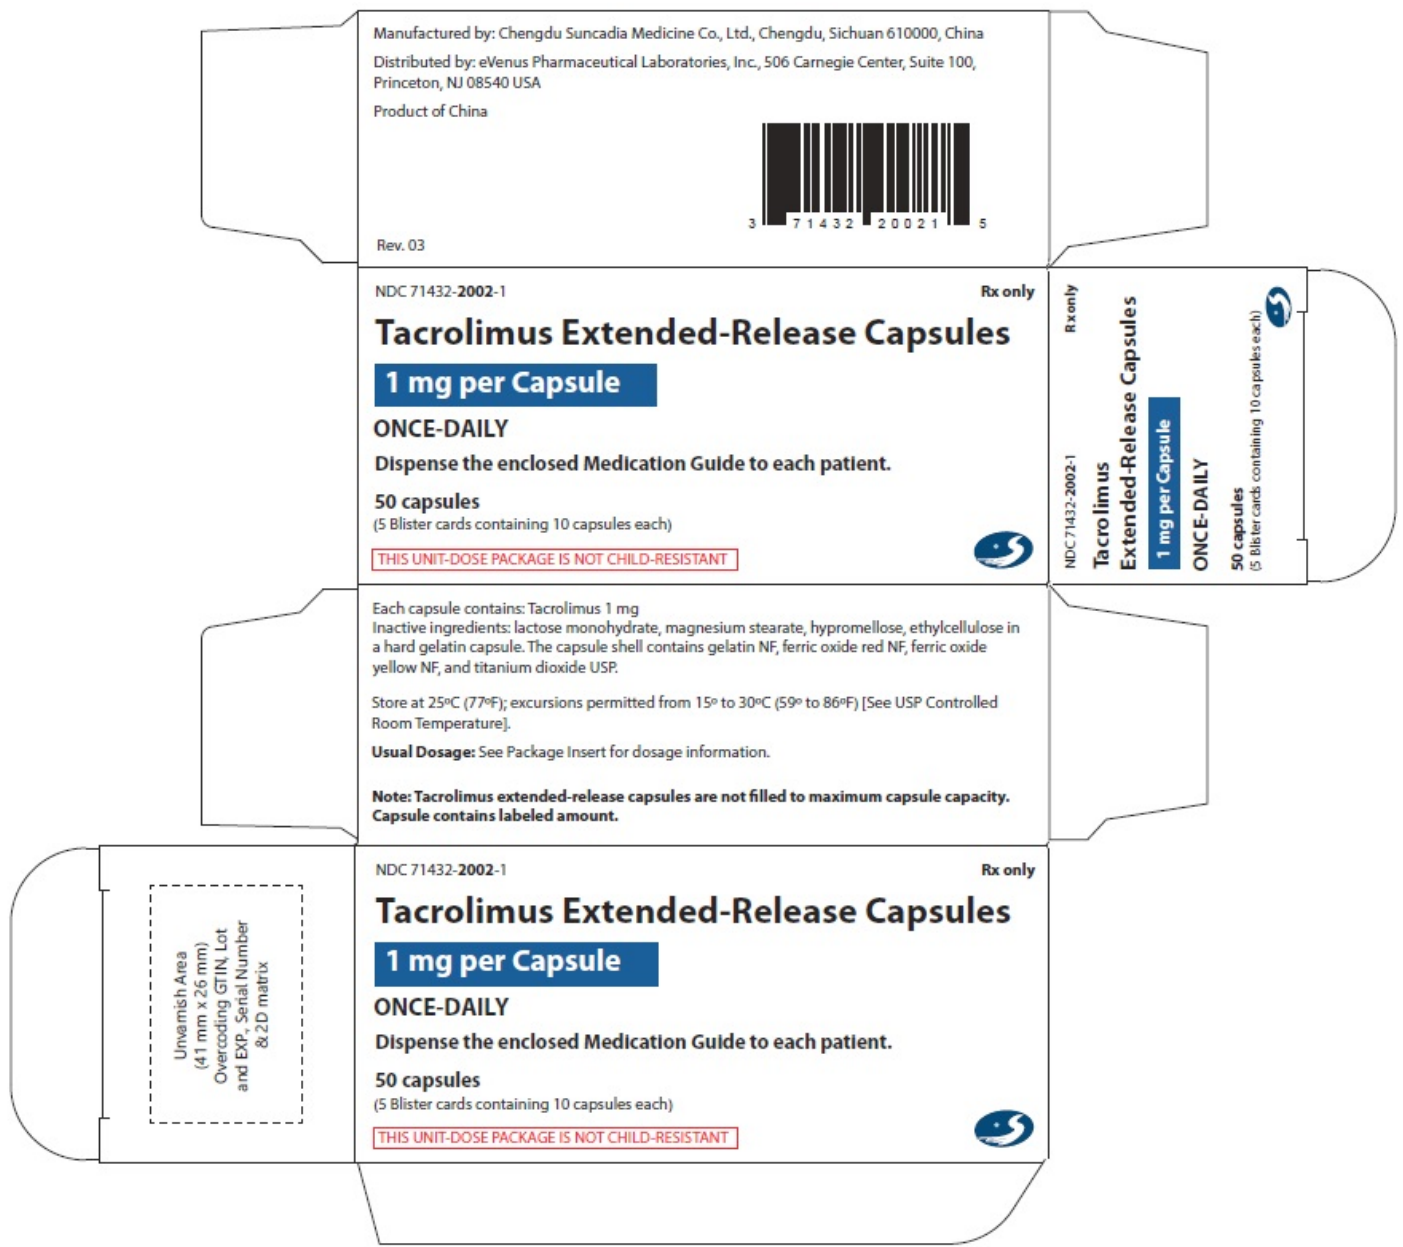 Manufactured by: Chengdu Suncadia Medicine Co., Ltd., Chengdu, Sichuan 610000, China
Distributed by: eVenus Pharmaceutical Laboratories, Inc., 506 Carnegie Center, Suite 100,
Princeton, NJ 08540 USA
Product of China
3 71432 20021 5
Rev. 03
NDC 71432-2002-1
Rx only
Tacrolimus Extended-Release Capsules
1 mg per Capsule
ONCE-DAILY
Dispense the enclosed Medication Guide to each patient.
50 capsules
(5 Blister cards containing 10 capsules each)
THIS UNIT-DOSE PACKAGE IS NOT CHILD-RESISTANT
NDC 71432-2002-1
Rx only
Tacrolimus
Extended-Release Capsules
1 mg per Capsule
ONCE-DAILY
50 capsules
(5 Blister cards containing 10 capsules each)
Each capsule contains: Tacrolimus 1 mg
Inactive ingredients: lactose monohydrate, magnesium stearate, hypromellose, ethylcellulose in
a hard gelatin capsule. The capsule shell contains gelatin NF, ferric oxide red NF, ferric oxide
yellow NF, and titanium dioxide USP.
Store at 25ºC (77ºF); excursions permitted from 15º to 30ºC (59º to 86ºF) [See USP Controlled
Room Temperature].
Usual Dosage: See Package Insert for dosage information.
Note: Tacrolimus extended-release capsules are not filled to maximum capsule capacity.
Capsule contains labeled amount.
Unvarnish Area
(41 mm x 26 mm)
Overcoding GTIN, Lot
and EXP., Serial Number
& 2D matrix
NDC 71432-2002-1
Rx only
Tacrolimus Extended-Release Capsules
1 mg per Capsule
ONCE-DAILY
Dispense the enclosed Medication Guide to each patient.
50 capsules
(5 Blister cards containing 10 capsules each)
THIS UNIT-DOSE PACKAGE IS NOT CHILD-RESISTANT